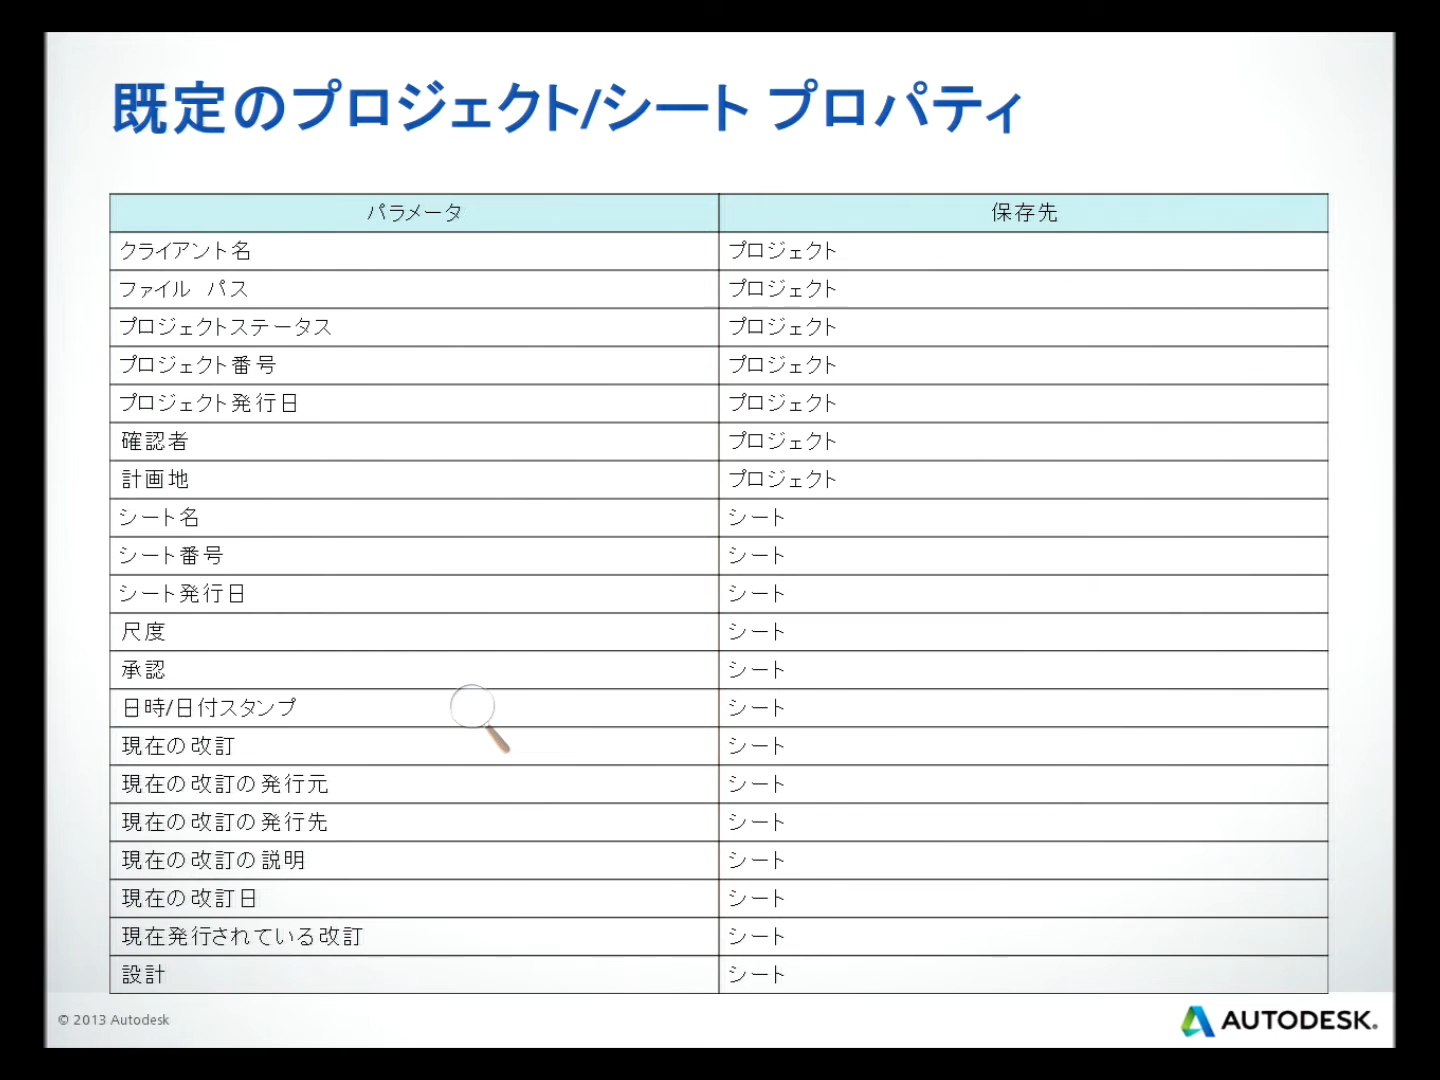 既定のプロジェクト/シート プロパティ
パラメータ 保存先
クライアント名 プロジェクト
ファイル パス プロジェクト
プロジェクトステータス プロジェクト
プロジェクト番号 プロジェクト
プロジェクト発行日 プロジェクト
確認者 プロジェクト
計画地 プロジェクト
シート名 シート
シート番号 シート
シート発行日 シート
尺度 シート
承認 シート
日時/日付スタンプ シート
現在の改訂 シート
現在の改訂の発行元 シート
現在の改訂の発行先 シート
現在の改訂の説明 シート
現在の改訂日 シート
現在発行されている改訂 シート
設計 シート
© 2013 Autodesk
AUTODESK.